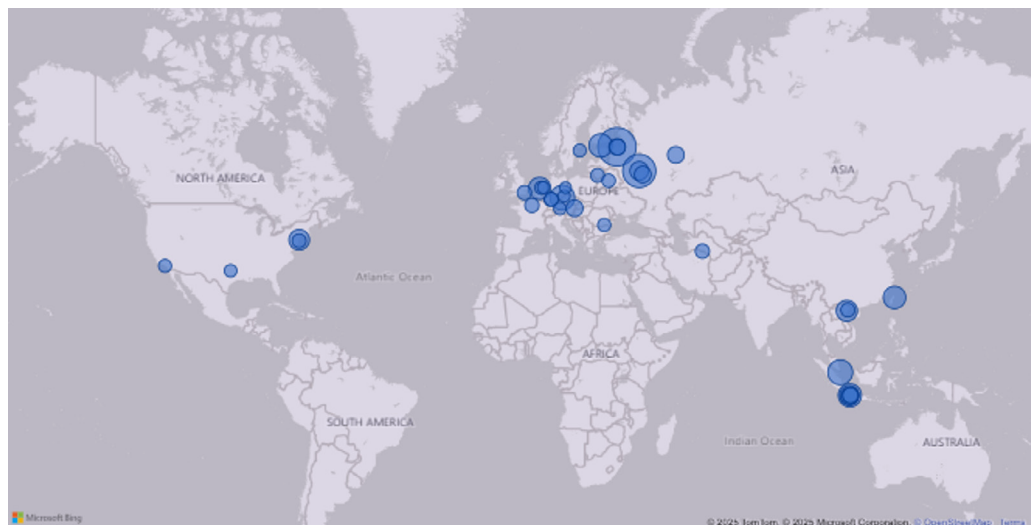 ASIA
NORTH AMERICA
EUROPE
Atlantic Ocean
AFRICA
SOUTH AMERICA
Indian Ocean
AUSTRALIA
Microsoft Bing
© 2025 TomTom, © 2025 Microsoft Corporation, © OpenStreetMap Terms